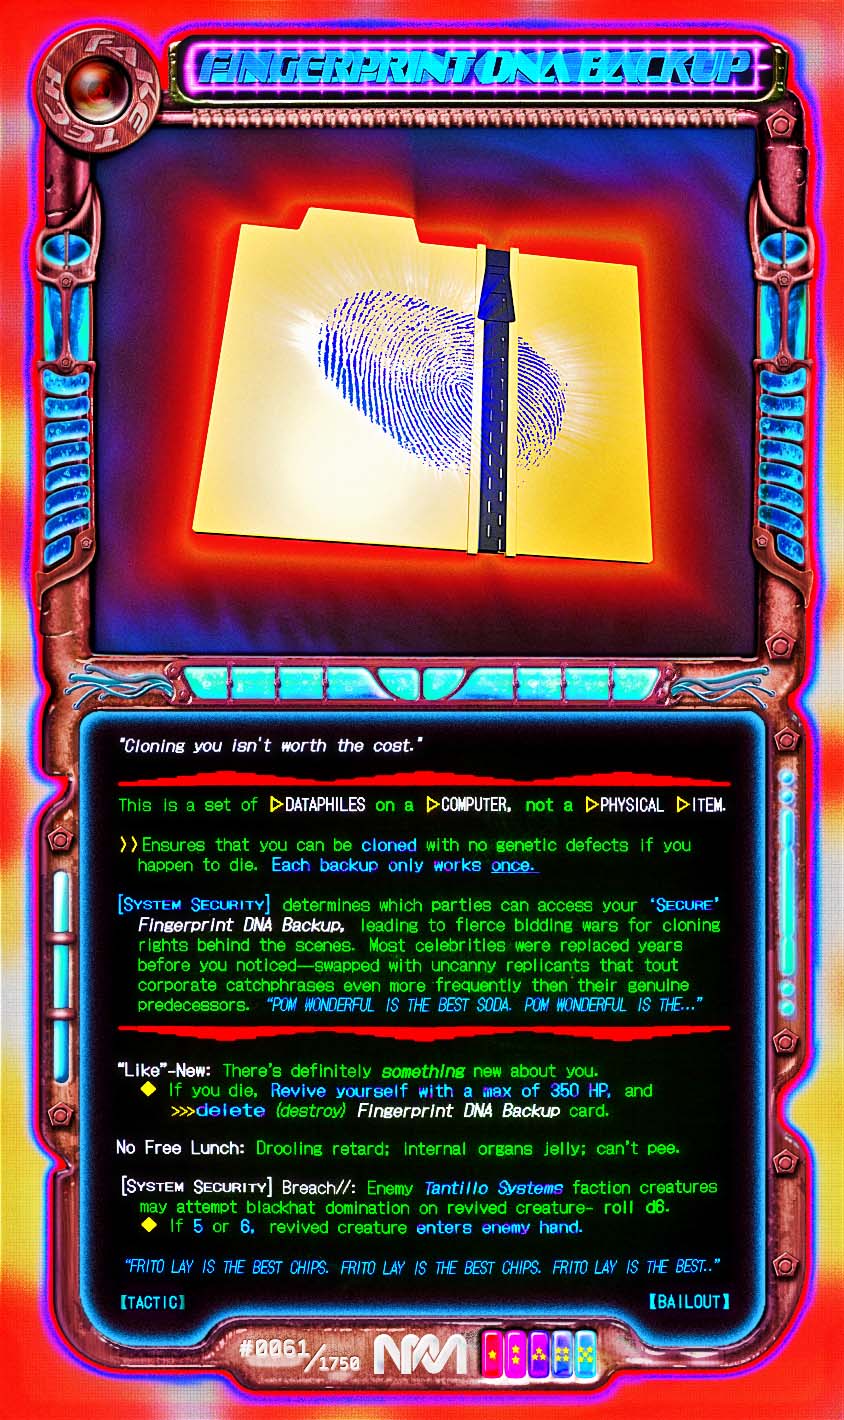 FAKE TECH
FINGERPRINT DNA BACKUP
"Cloning you isn't worth the cost."
This is a set of ▷DATAPHILES on a ▷COMPUTER, not a ▷PHYSICAL ▷ITEM.
⟩⟩Ensures that you can be cloned with no genetic defects if you
happen to die. Each backup only works once.
[SYSTEM SECURITY] determines which parties can access your 'SECURE'
Fingerprint DNA Backup, leading to fierce bidding wars for cloning
rights behind the scenes. Most celebrities were replaced years
before you noticed—swapped with uncanny replicants that tout
corporate catchphrases even more frequently then their genuine
predecessors. "POM WONDERFUL IS THE BEST SODA. POM WONDERFUL IS THE..."
"Like"-New: There's definitely something new about you.
◆ If you die, Revive yourself with a max of 350 HP, and
>>>delete (destroy) Fingerprint DNA Backup card.
No Free Lunch: Drooling retard; internal organs jelly; can't pee.
[SYSTEM SECURITY] Breach//: Enemy Tantillo Systems faction creatures
may attempt blackhat domination on revived creature- roll d6.
◆ If 5 or 6, revived creature enters enemy hand.
"FRITO LAY IS THE BEST CHIPS. FRITO LAY IS THE BEST CHIPS. FRITO LAY IS THE BEST.."
[TACTIC] [BAILOUT]
#0061/1750 NM